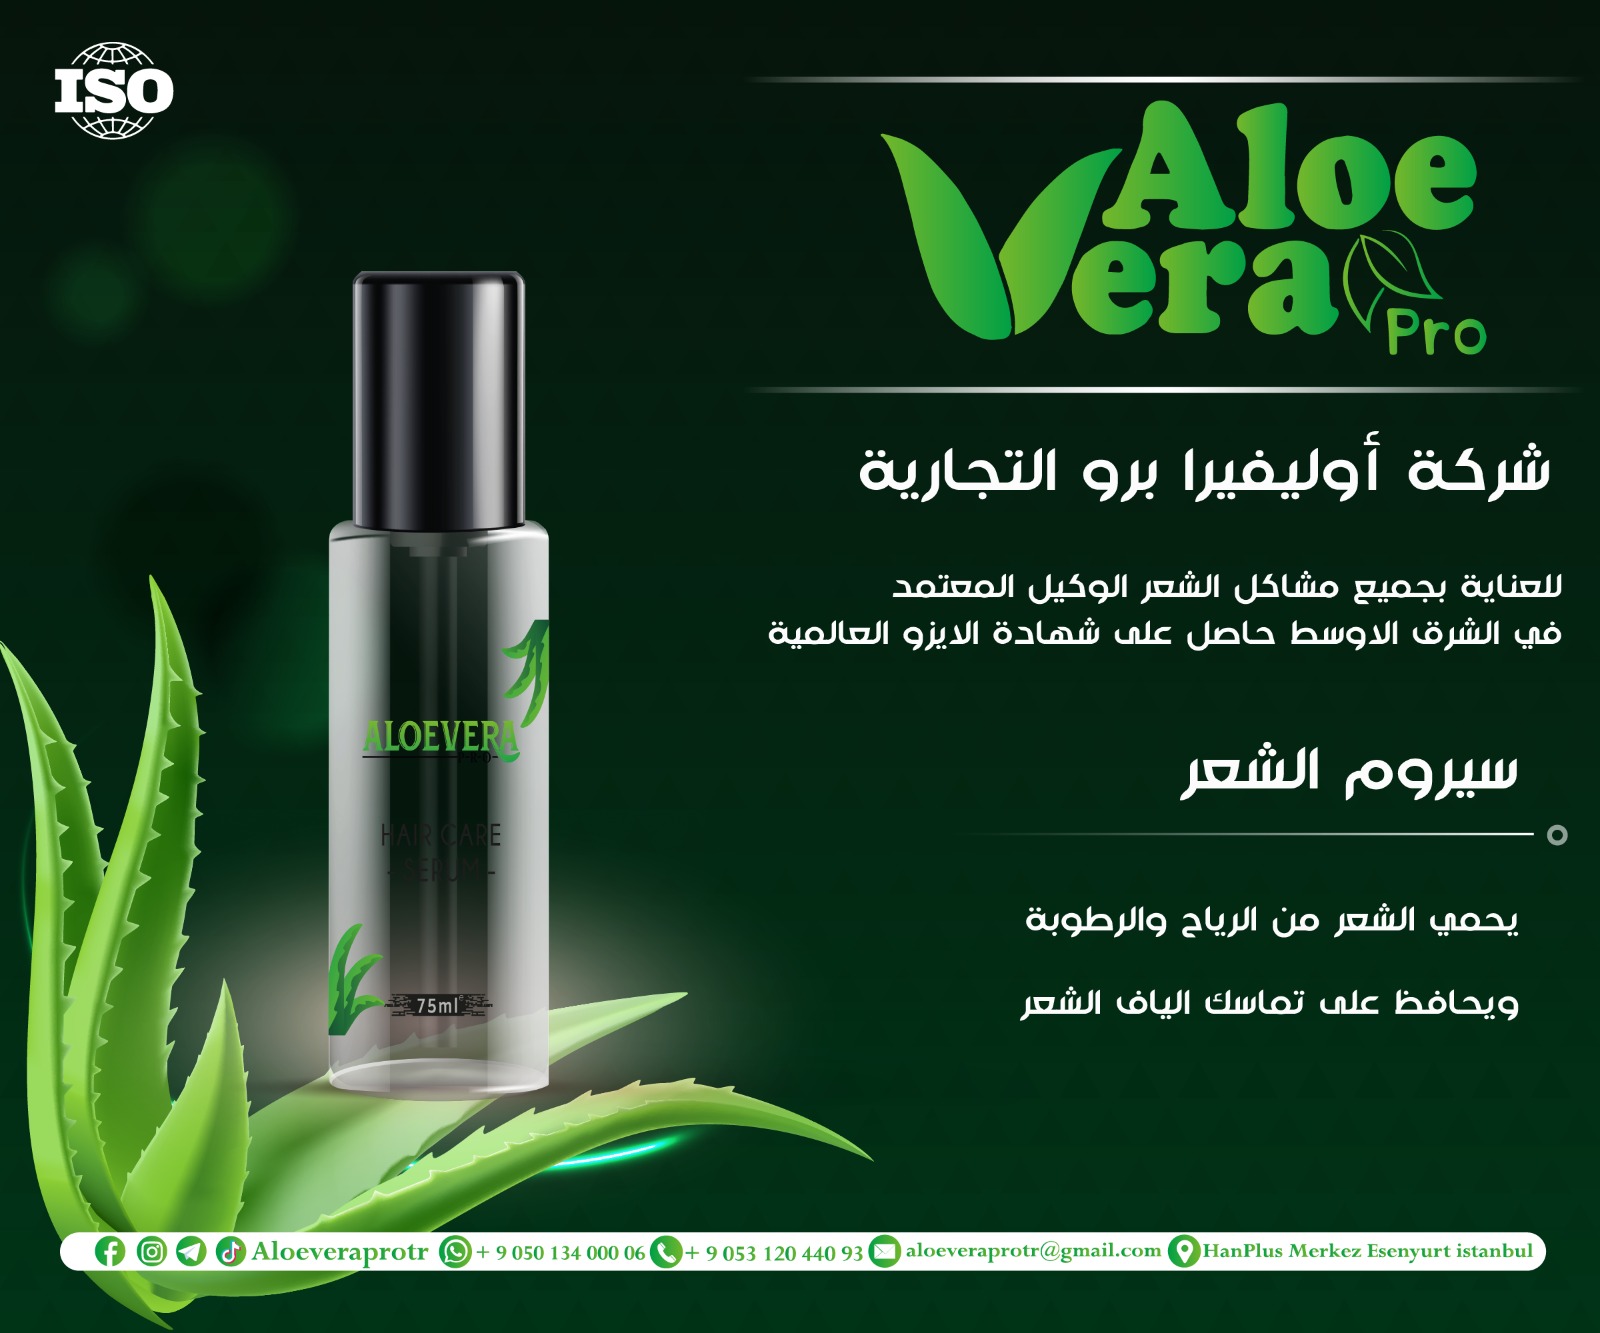 ISO
Aloe
Vera
Pro
شركة أوليفيرا برو التجارية
للعناية بجميع مشاكل الشعر الوكيل المعتمد
في الشرق الاوسط حاصل على شهادة الايزو العالمية
سيروم الشعر
يحمي الشعر من الرياح والرطوبة
ويحافظ على تماسك الياف الشعر
ALOEVERA
PRO
HAIR CARE
-SERUM-
75ml
Aloeveraprotr + 9 050 134 000 06 + 9 053 120 440 93 aloeveraprotr@gmail.com HanPlus Merkez Esenyurt istanbul